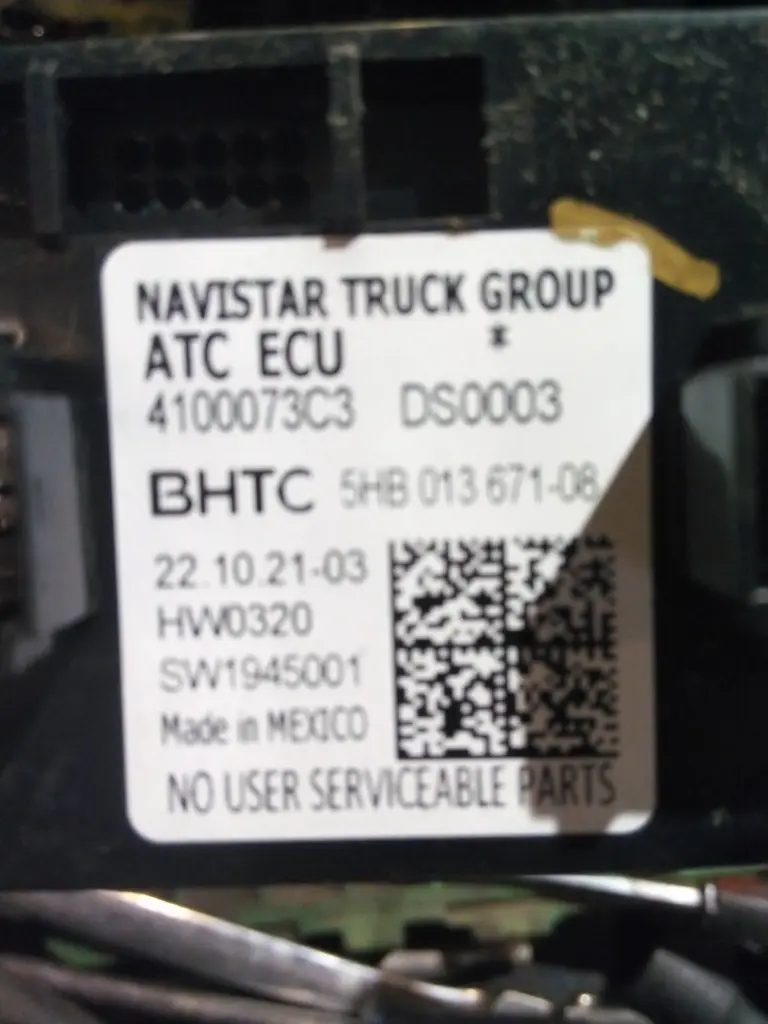 NAVISTAR TRUCK GROUP
ATC ECU *
4100073C3 DS0003
BHTC 5HB 013 671-08
22.10.21-03
HW0320
SW1945001
Made in MEXICO
NO USER SERVICEABLE PARTS